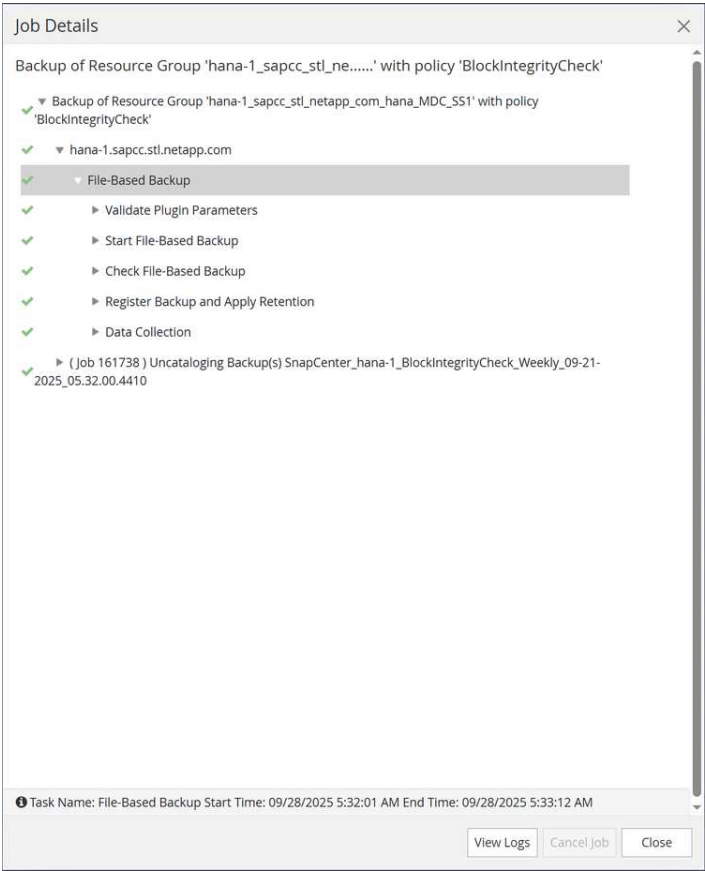 Job Details
Backup of Resource Group 'hana-1_sapcc_stl_ne......' with policy 'BlockIntegrityCheck'
Backup of Resource Group 'hana-1_sapcc_stl_netapp_com_hana_MDC_SS1' with policy
'BlockIntegrityCheck'
hana-1.sapcc.stl.netapp.com
File-Based Backup
Validate Plugin Parameters
Start File-Based Backup
Check File-Based Backup
Register Backup and Apply Retention
Data Collection
( Job 161738 ) Uncataloging Backup(s) SnapCenter_hana-1_BlockIntegrityCheck_Weekly_09-21-
2025_05.32.00.4410
Task Name: File-Based Backup Start Time: 09/28/2025 5:32:01 AM End Time: 09/28/2025 5:33:12 AM
View Logs Cancel Job Close